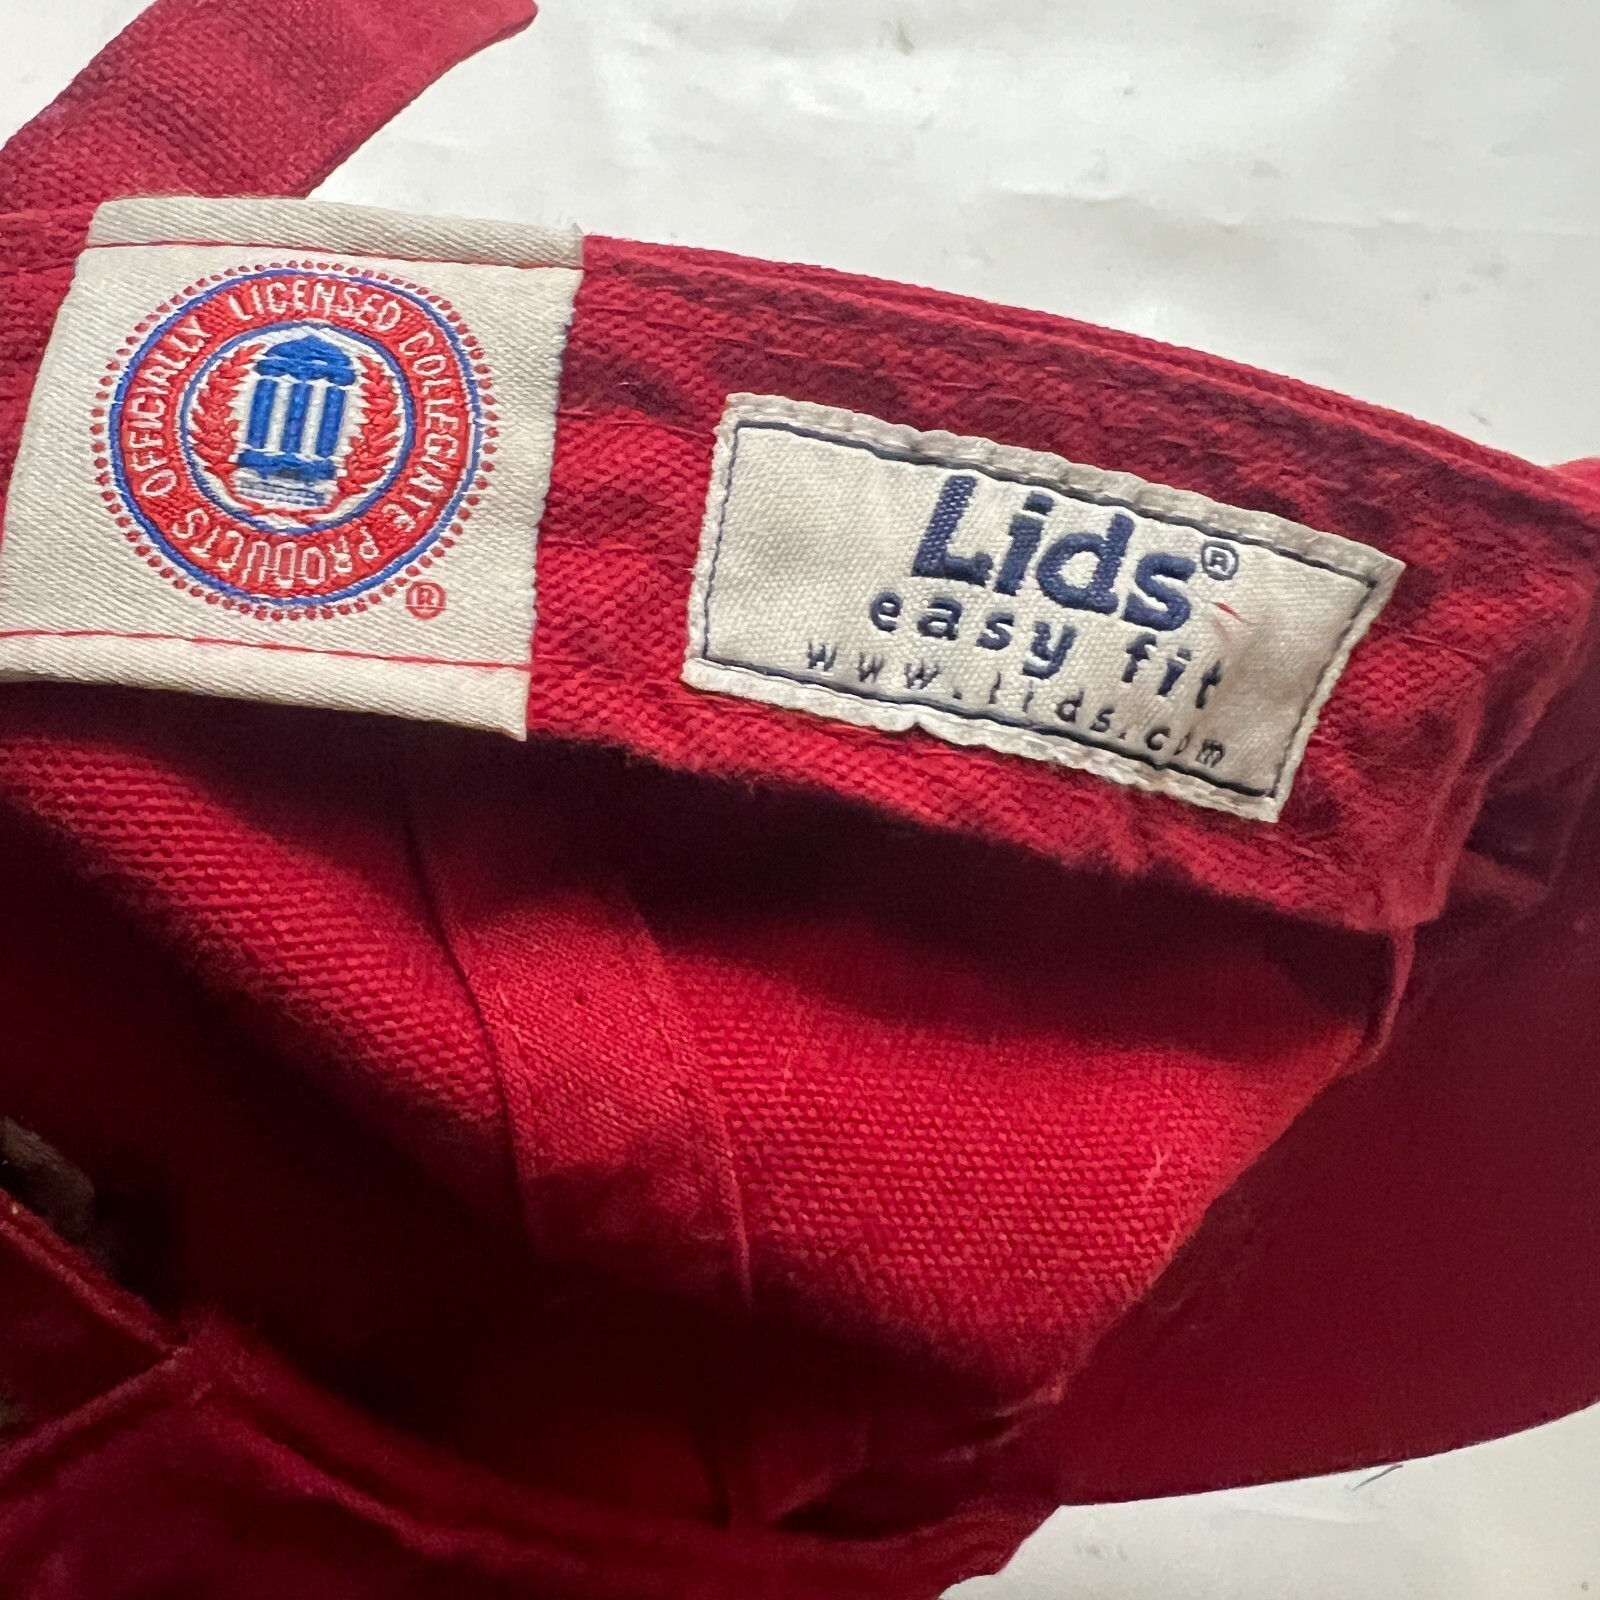 OFFICIALLY LICENSED COLLEGIATE PRODUCTS
®
Lids®
easy fit
www.lids.com